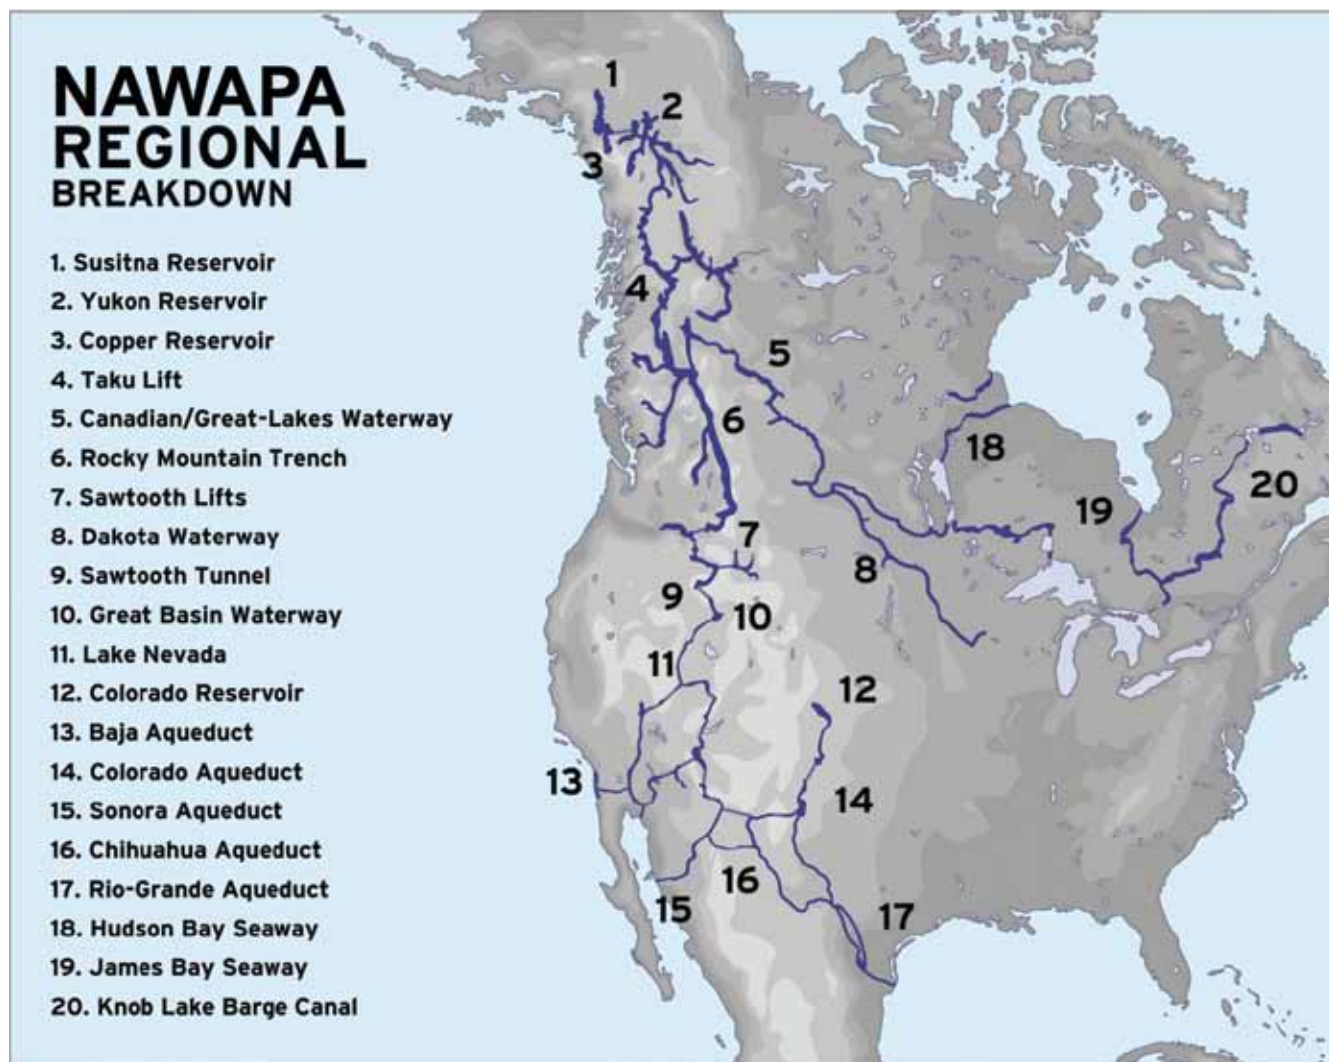 NAWAPA
REGIONAL
BREAKDOWN
1. Susitna Reservoir
2. Yukon Reservoir
3. Copper Reservoir
4. Taku Lift
5. Canadian/Great-Lakes Waterway
6. Rocky Mountain Trench
7. Sawtooth Lifts
8. Dakota Waterway
9. Sawtooth Tunnel
10. Great Basin Waterway
11. Lake Nevada
12. Colorado Reservoir
13. Baja Aqueduct
14. Colorado Aqueduct
15. Sonora Aqueduct
16. Chihuahua Aqueduct
17. Rio-Grande Aqueduct
18. Hudson Bay Seaway
19. James Bay Seaway
20. Knob Lake Barge Canal
1
2
3
4
5
6
18
20
19
7
8
9
10
11
12
13
14
16
15
17